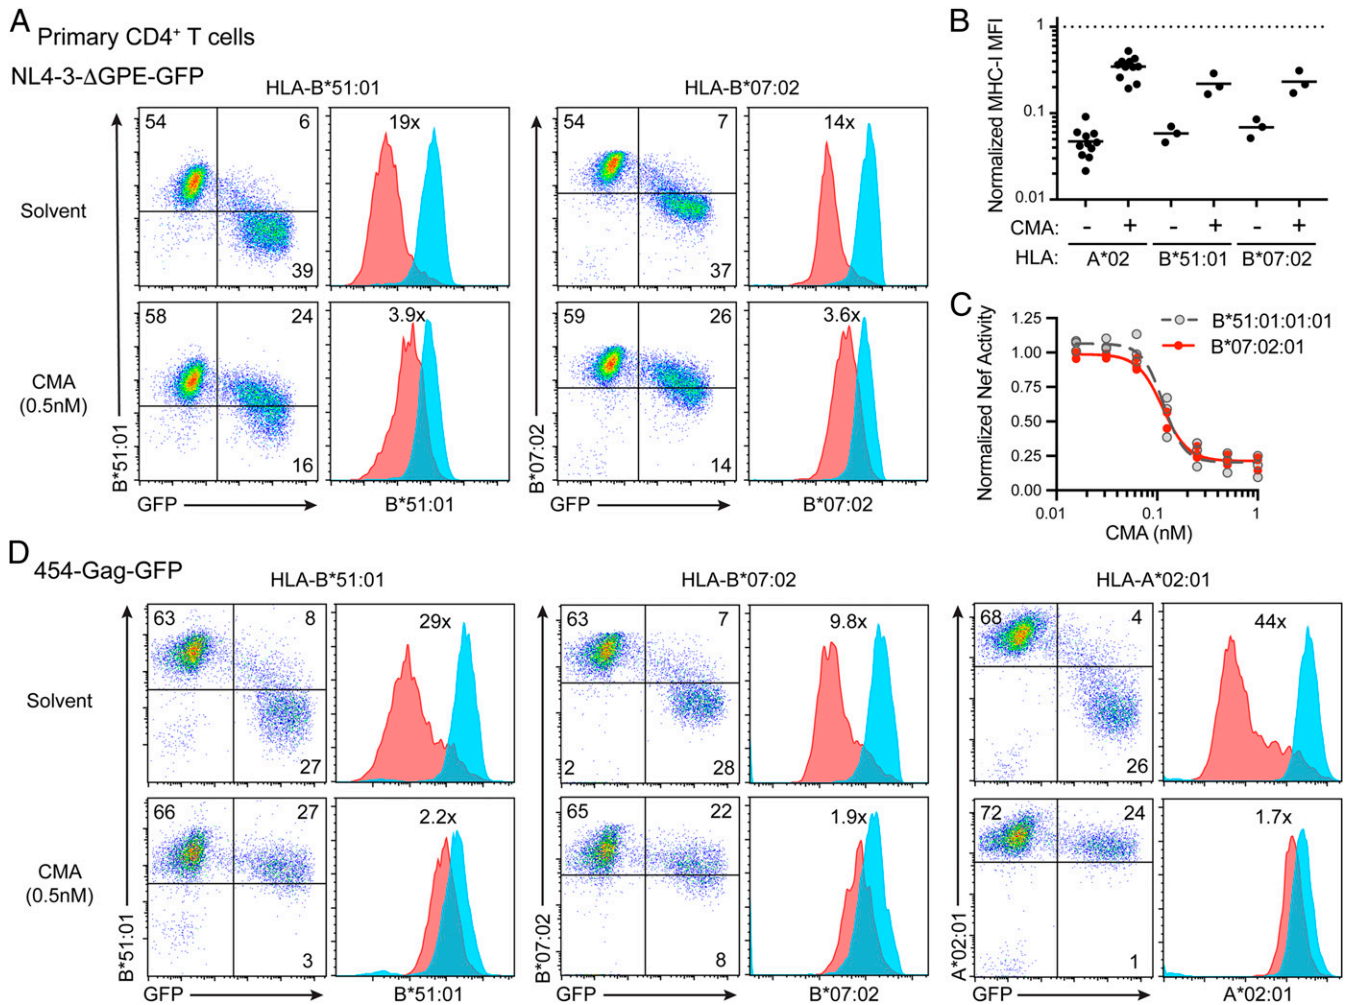 A
Primary CD4⁺ T cells
NL4-3-ΔGPE-GFP
HLA-B*51:01
HLA-B*07:02
Solvent
54
6
39
19x
54
7
37
14x
CMA
(0.5nM)
58
24
16
3.9x
59
26
14
3.6x
B*51:01
GFP
B*51:01
B*07:02
GFP
B*07:02
B
Normalized MHC-I MFI
1
0.1
0.01
CMA: - + - + - +
HLA: A*02 B*51:01 B*07:02
C
Normalized Nef Activity
1.25
1.00
0.75
0.50
0.25
0.00
B*51:01:01:01
B*07:02:01
0.01 0.1 1
CMA (nM)
D
454-Gag-GFP
HLA-B*51:01
HLA-B*07:02
HLA-A*02:01
Solvent
63
8
27
29x
63
7
2
28
9.8x
68
4
26
44x
CMA
(0.5nM)
66
27
3
2.2x
65
22
8
1.9x
72
24
1
1.7x
B*51:01
GFP
B*51:01
B*07:02
GFP
B*07:02
A*02:01
GFP
A*02:01